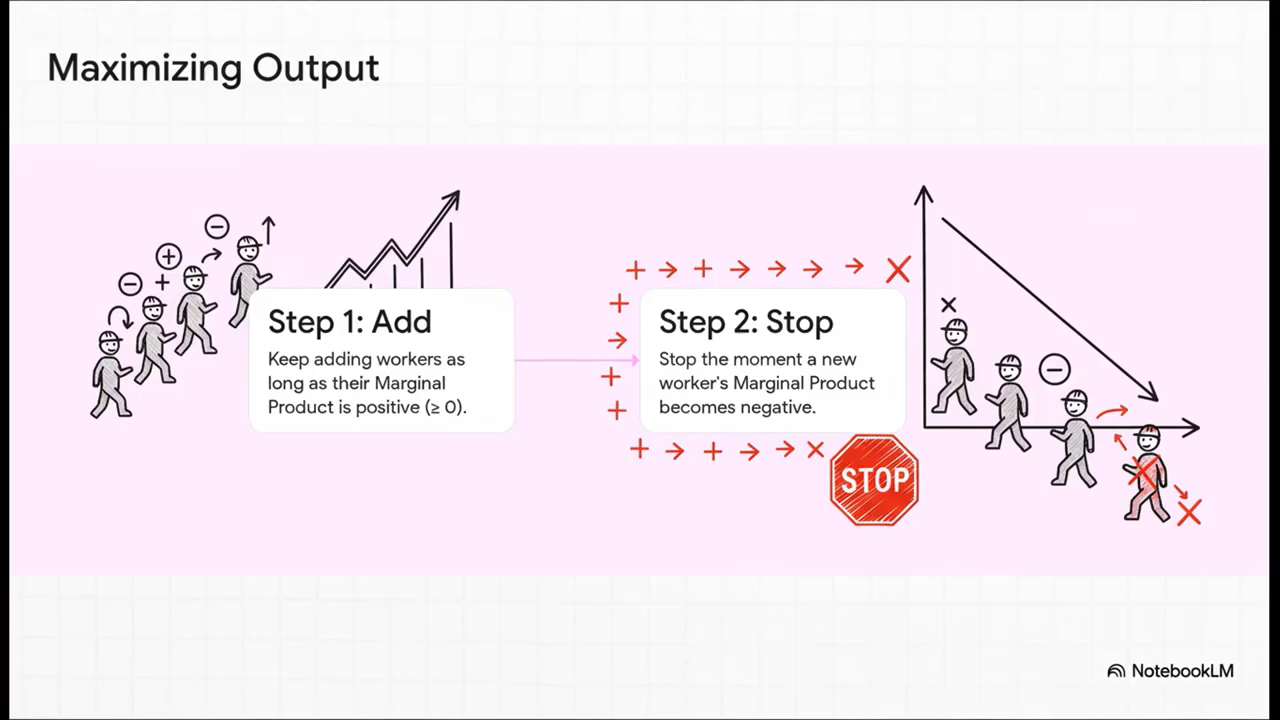 Maximizing Output
Step 1: Add
Keep adding workers as
long as their Marginal
Product is positive (≥ 0).
Step 2: Stop
Stop the moment a new
worker's Marginal Product
becomes negative.
STOP
NotebookLM